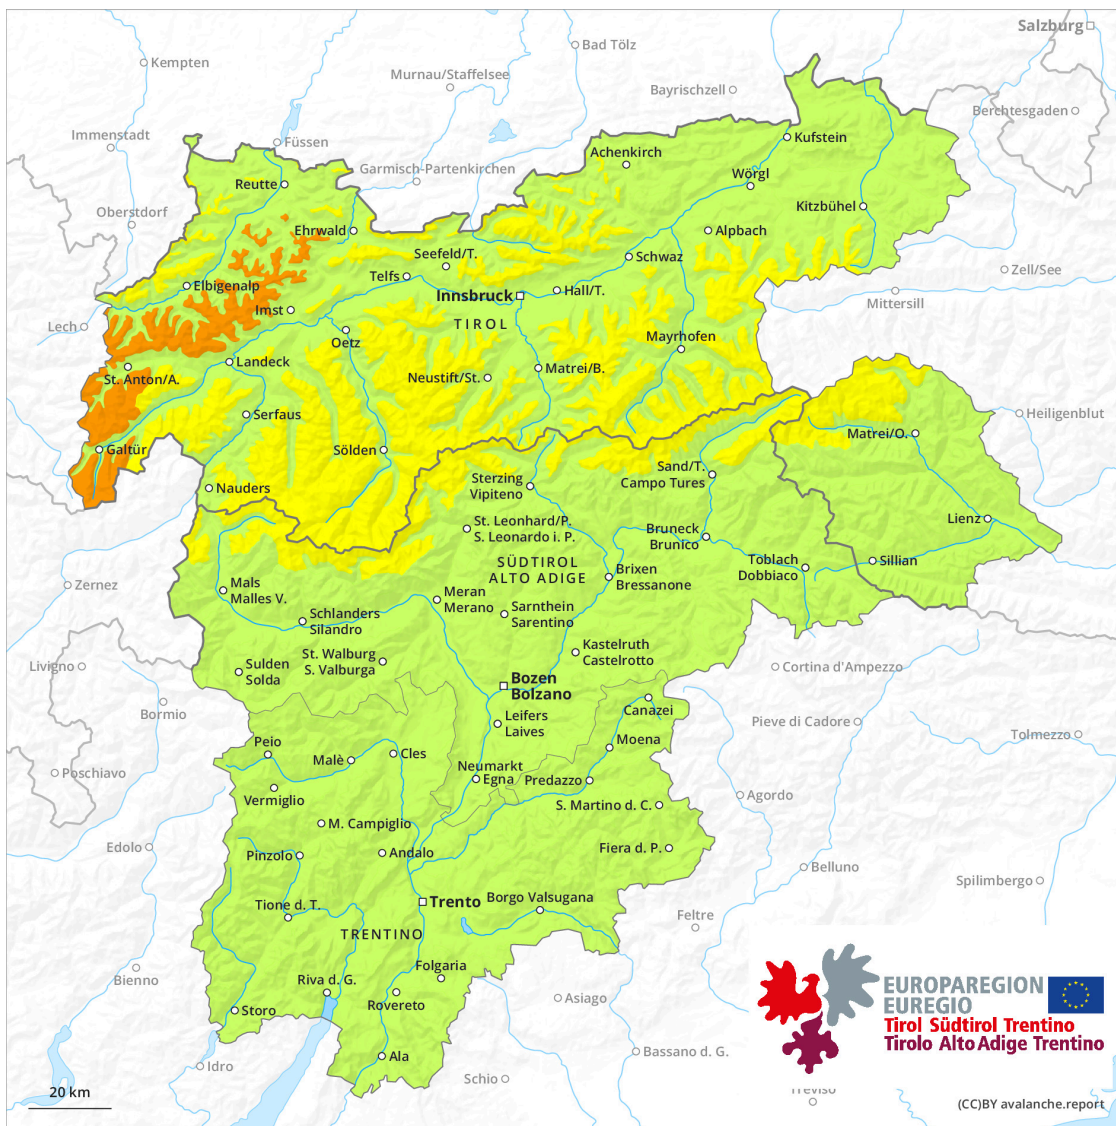 Salzburg
Bad Tölz
Kempten
Murnau/Staffelsee
Bayrischzell
Berchtesgaden
Immenstadt
Füssen
Kufstein
Achenkirch
Garmisch-Partenkirchen
Wörgl
Reutte
Oberstdorf
Kitzbühel
Ehrwald
Alpbach
Seefeld/T.
Schwaz
Zell/See
Telfs
Elbigenalp
Hall/T.
Innsbruck
Mittersill
Imst
TIROL
Lech
Oetz
Mayrhofen
Landeck
Matrei/B.
St. Anton/A.
Neustift/St.
Serfaus
Heiligenblut
Matrei/O.
Galtür
Sölden
Sand/T.
Campo Tures
Sterzing
Vipiteno
Nauders
Lienz
St. Leonhard/P.
S. Leonardo i. P.
Bruneck
Brunico
SÜDTIROL
ALTO ADIGE
Toblach
Dobbiaco
Sillian
Brixen
Bressanone
Zernez
Mals
Malles V.
Meran
Merano
Sarnthein
Sarentino
Schlanders
Silandro
Kastelruth
Castelrotto
St. Walburg
S. Valburga
Livigno
Sulden
Solda
Cortina d'Ampezzo
Bozen
Bolzano
Bormio
Canazei
Leifers
Laives
Pieve di Cadore
Tolmezzo
Moena
Peio
Cles
Malè
Poschiavo
Neumarkt
Egna
Predazzo
Vermiglio
Agordo
S. Martino d. C.
M. Campiglio
Edolo
Fiera d. P.
Pinzolo
Andalo
Belluno
Spilimbergo
Trento
Borgo Valsugana
Tione d. T.
Feltre
TRENTINO
Folgaria
Bienno
Riva d. G.
Rovereto
Asiago
Storo
EUROPAREGION
EUREGIO
Tirol Südtirol Trentino
Tirolo Alto Adige Trentino
Ala
Bassano d. G.
Idro
Schio
20 km
Treviso
(CC)BY avalanche.report